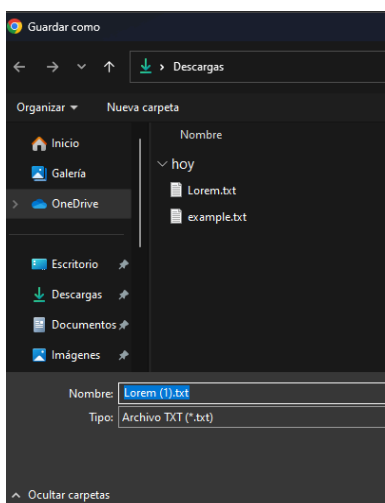 Guardar como
Descargas
Organizar
Nueva carpeta
Nombre
Inicio
hoy
Galería
Lorem.txt
OneDrive
example.txt
Escritorio
Descargas
Documentos
Imágenes
Nombre: Lorem (1).txt
Tipo: Archivo TXT (*.txt)
Ocultar carpetas